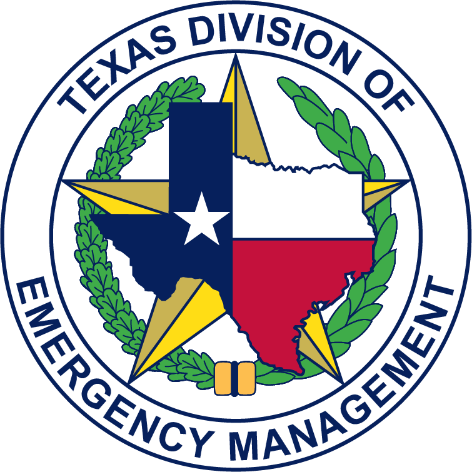 TEXAS DIVISION OF
EMERGENCY MANAGEMENT